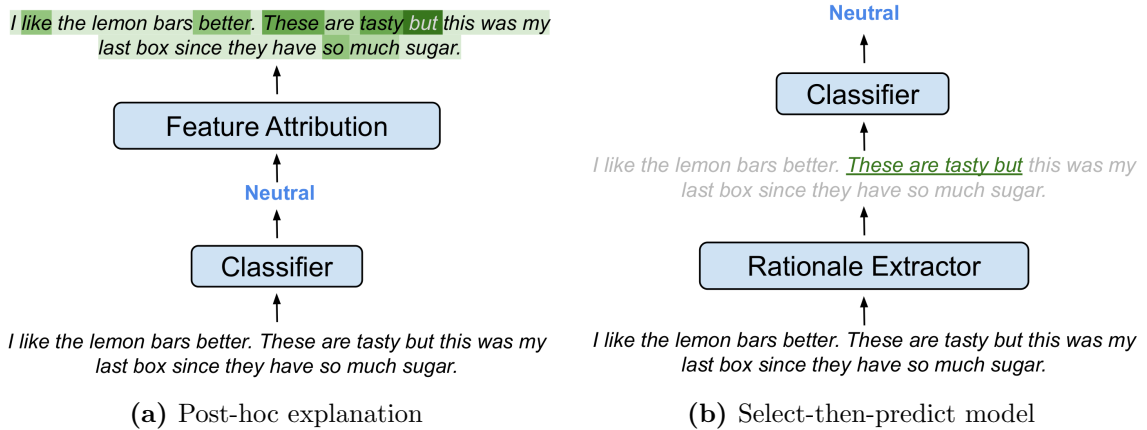 I like the lemon bars better. These are tasty but this was my
last box since they have so much sugar.
Feature Attribution
Neutral
Classifier
I like the lemon bars better. These are tasty but this was my
last box since they have so much sugar.
(a) Post-hoc explanation
Neutral
Classifier
I like the lemon bars better. These are tasty but this was my
last box since they have so much sugar.
Rationale Extractor
I like the lemon bars better. These are tasty but this was my
last box since they have so much sugar.
(b) Select-then-predict model